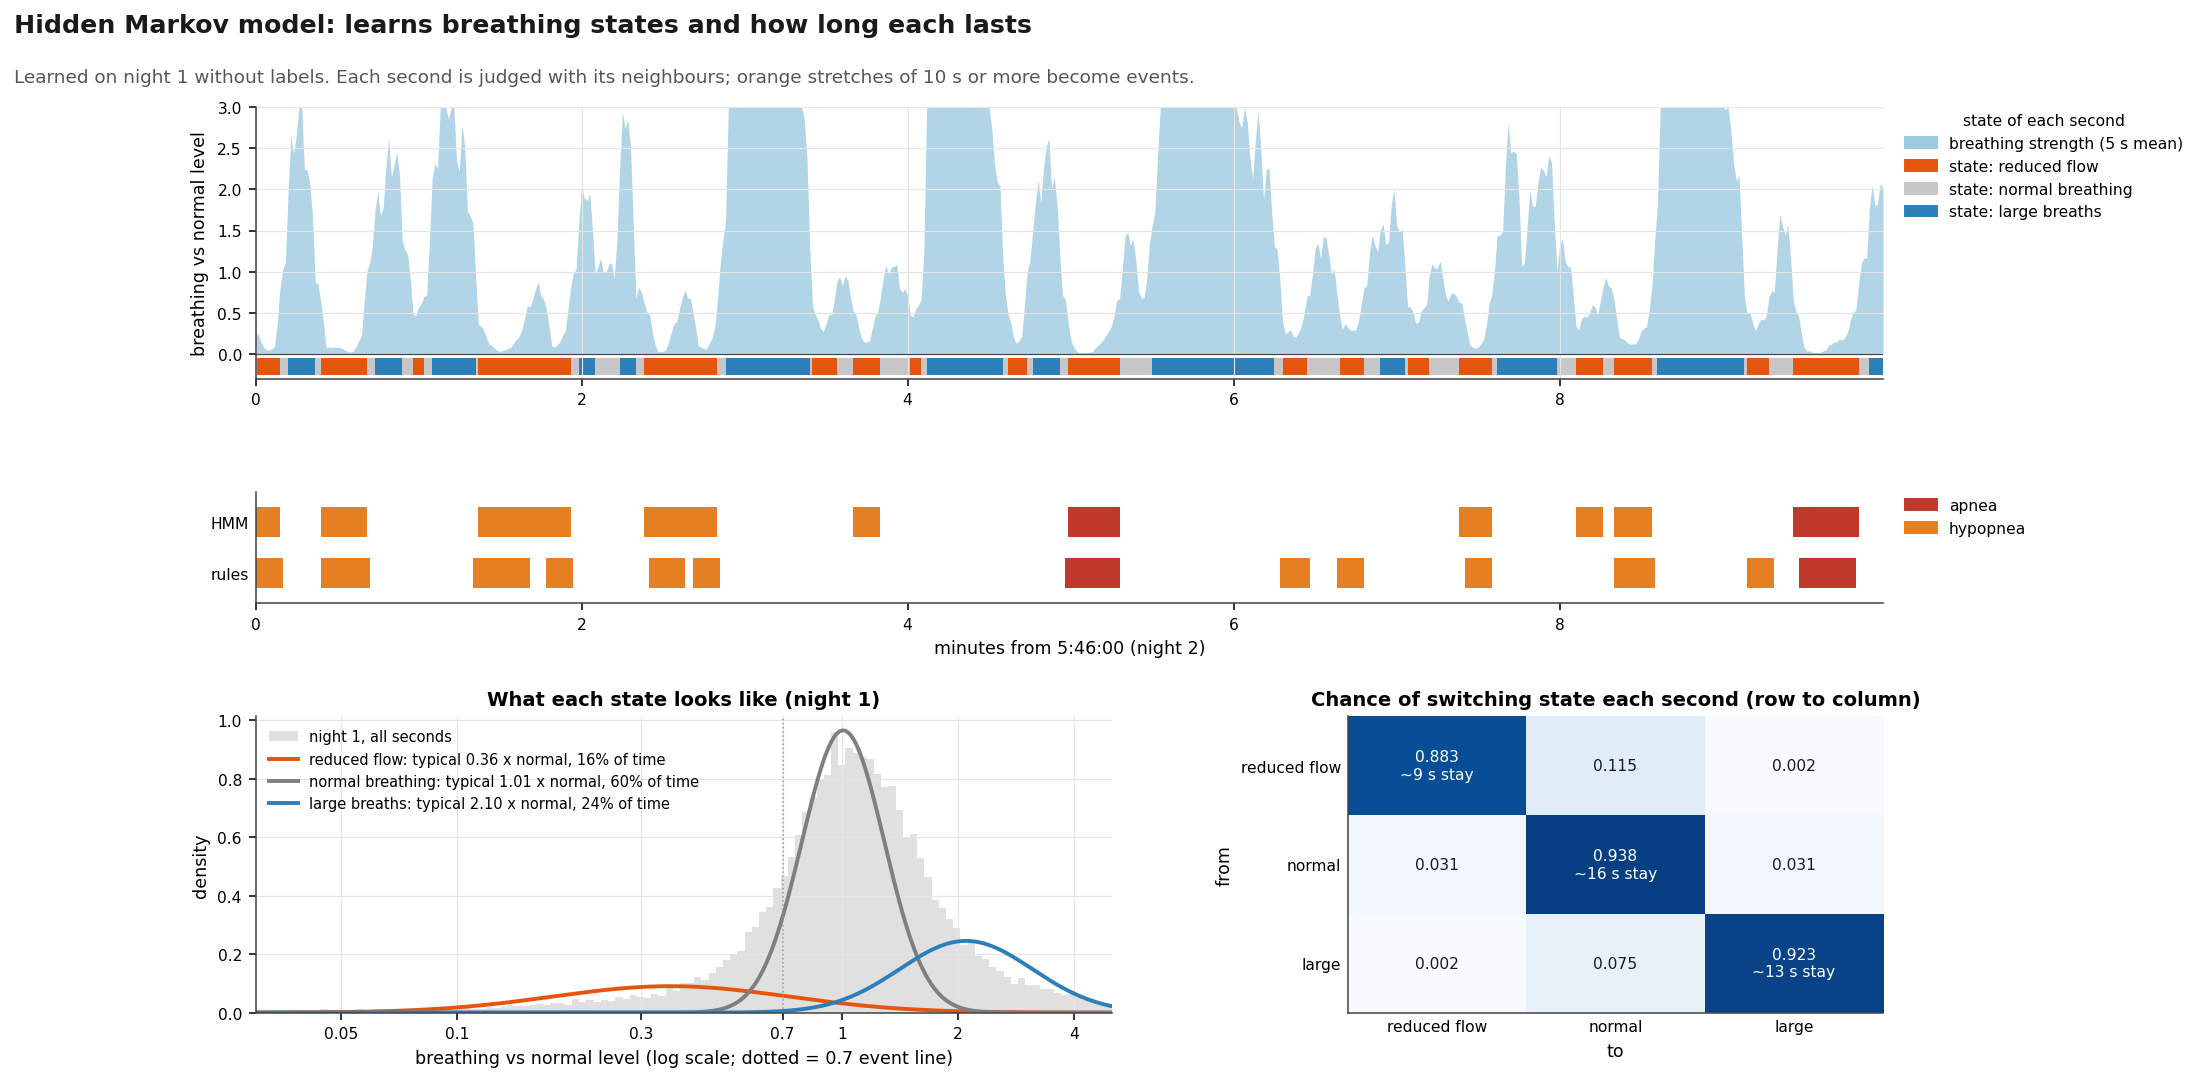 Hidden Markov model: learns breathing states and how long each lasts
Learned on night 1 without labels. Each second is judged with its neighbours; orange stretches of 10 s or more become events.
breathing vs normal level
3.0
2.5
2.0
1.5
1.0
0.5
0.0
0 2 4 6 8
state of each second
breathing strength (5 s mean)
state: reduced flow
state: normal breathing
state: large breaths
HMM
rules
0 2 4 6 8
minutes from 5:46:00 (night 2)
apnea
hypopnea
What each state looks like (night 1)
density
1.0
0.8
0.6
0.4
0.2
0.0
night 1, all seconds
reduced flow: typical 0.36 x normal, 16% of time
normal breathing: typical 1.01 x normal, 60% of time
large breaths: typical 2.10 x normal, 24% of time
0.05 0.1 0.3 0.7 1 2 4
breathing vs normal level (log scale; dotted = 0.7 event line)
Chance of switching state each second (row to column)
from
reduced flow
0.883
~9 s stay
0.115
0.002
normal
0.031
0.938
~16 s stay
0.031
large
0.002
0.075
0.923
~13 s stay
reduced flow normal large
to